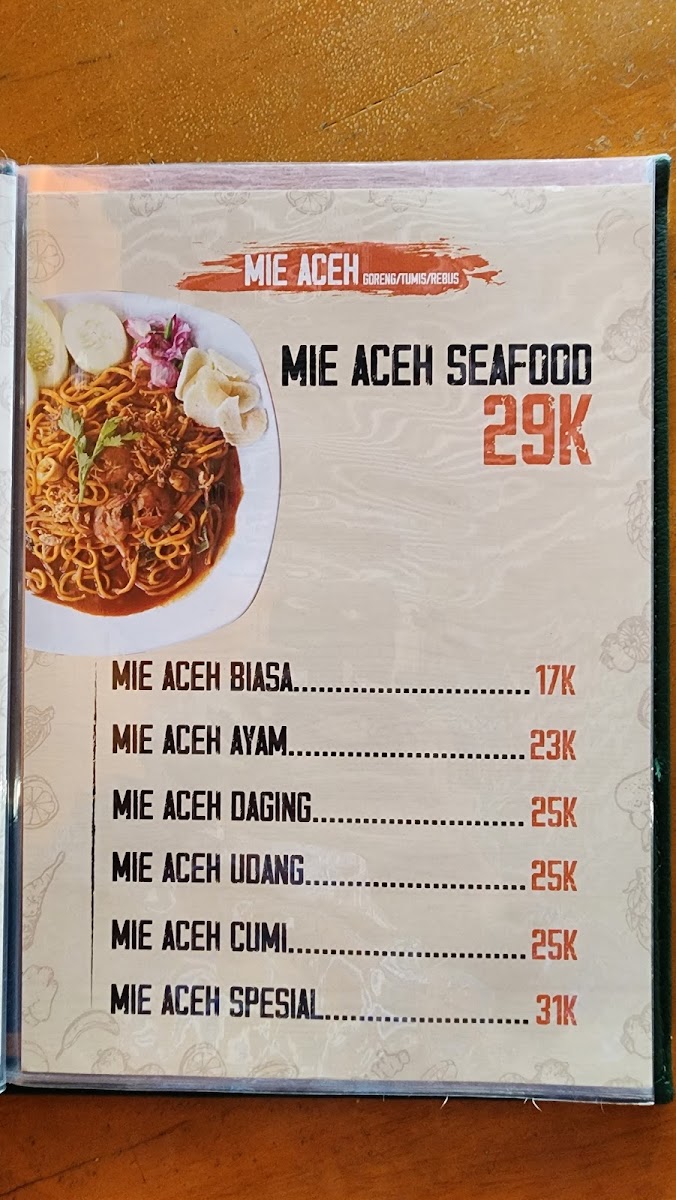 MIE ACEH GORENG/TUMIS/REBUS
MIE ACEH SEAFOOD
29K
MIE ACEH BIASA............................ 17K
MIE ACEH AYAM............................ 23K
MIE ACEH DAGING......................... 25K
MIE ACEH UDANG.......................... 25K
MIE ACEH CUMI............................ 25K
MIE ACEH SPESIAL........................ 31K